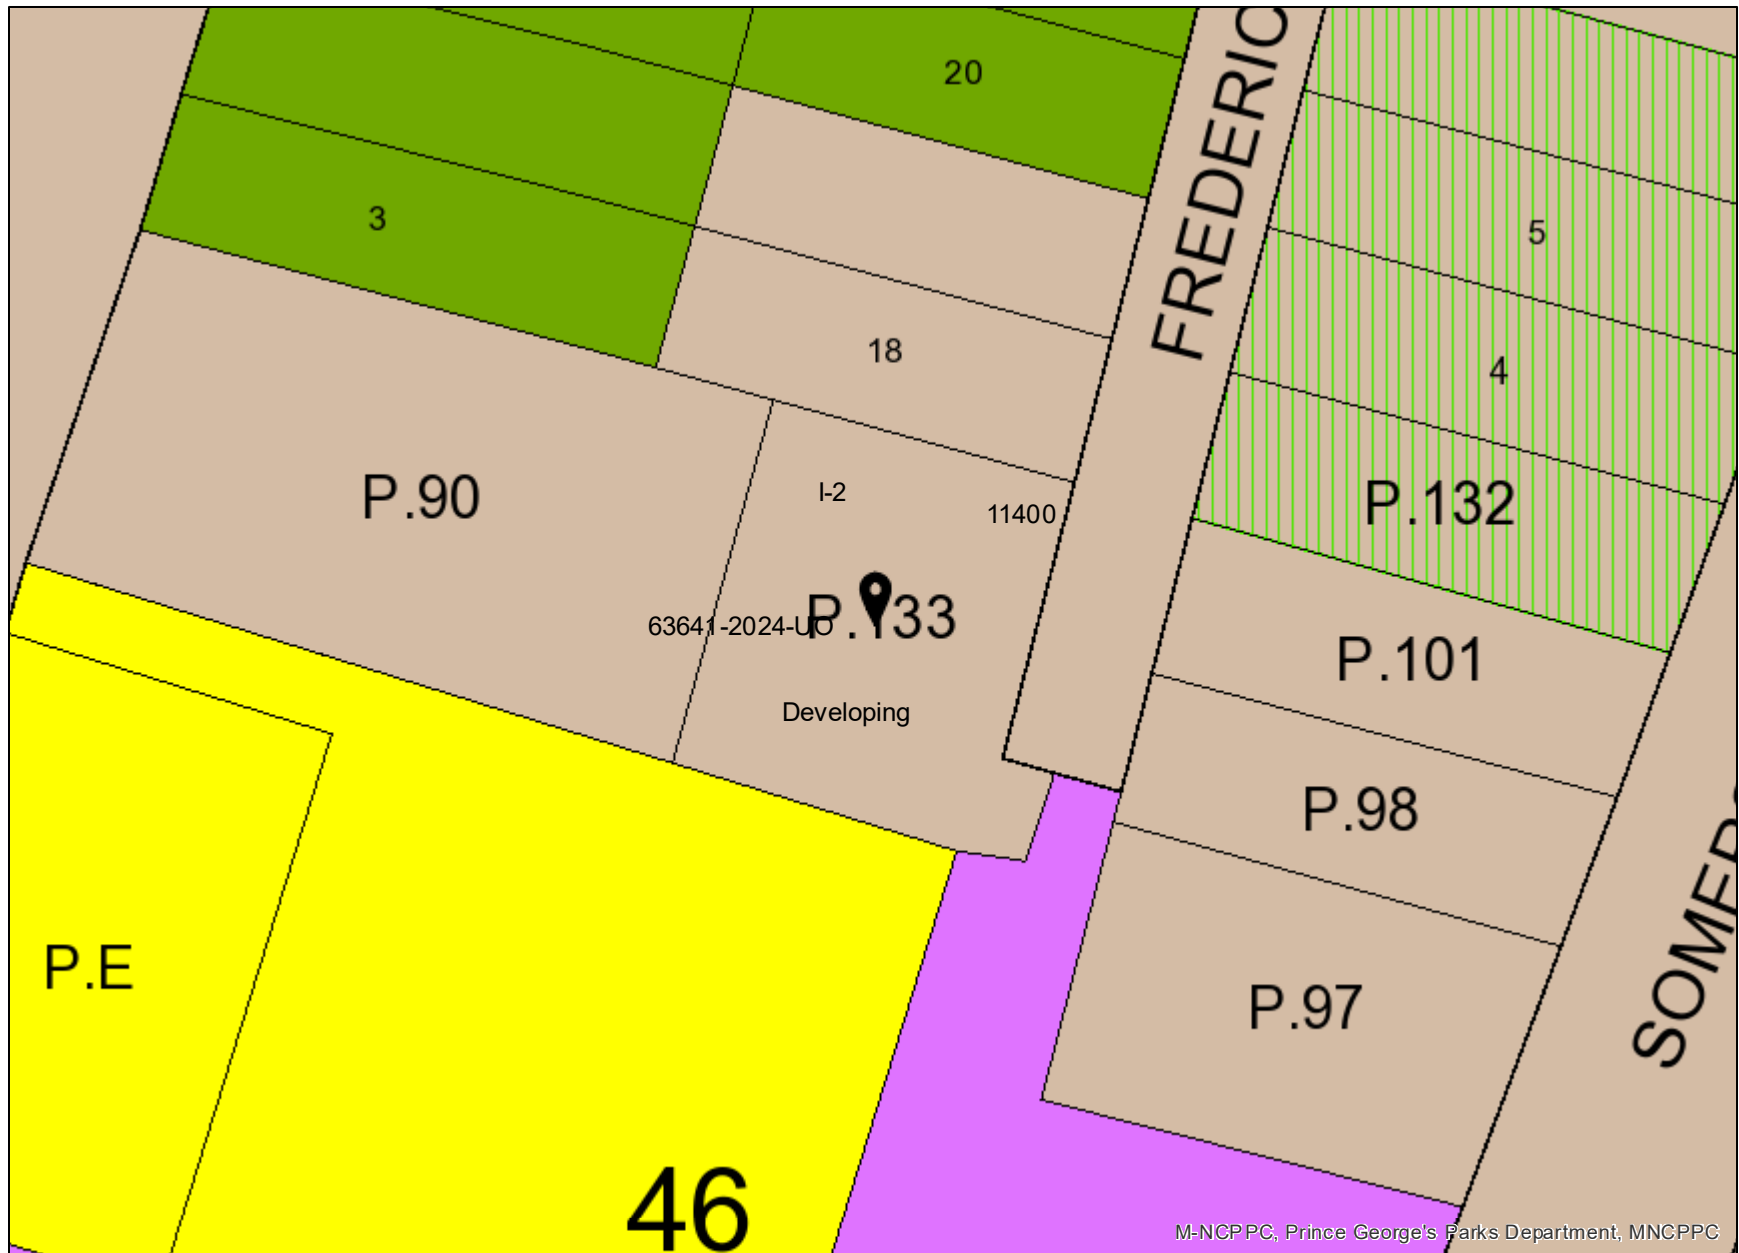 20
FREDERIC
3
5
18
4
P.90
I-2
11400
P.132
63641-2024-UO
P.133
P.101
Developing
P.98
P.E
P.97
46
M-NCPPC, Prince George's Parks Department, MNCPPC